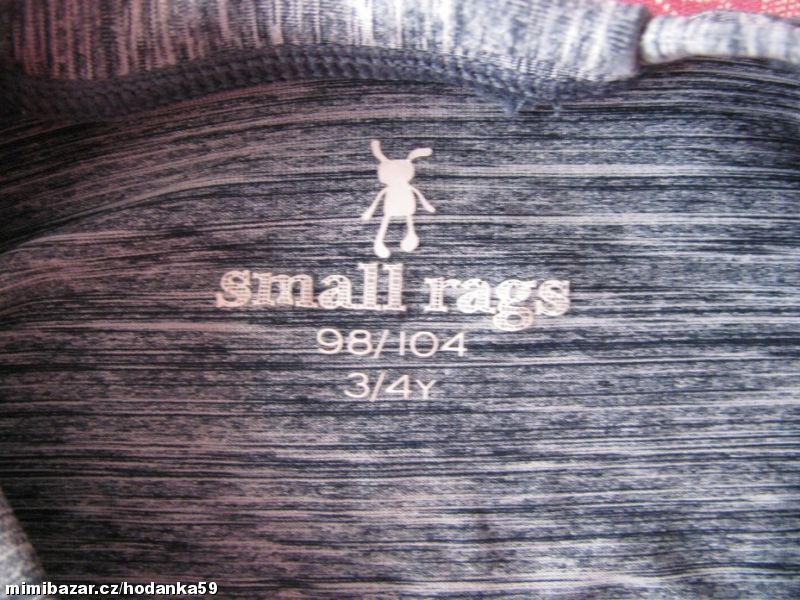 small rags
98/104
3/4Y
mimibazar.cz/hodanka59